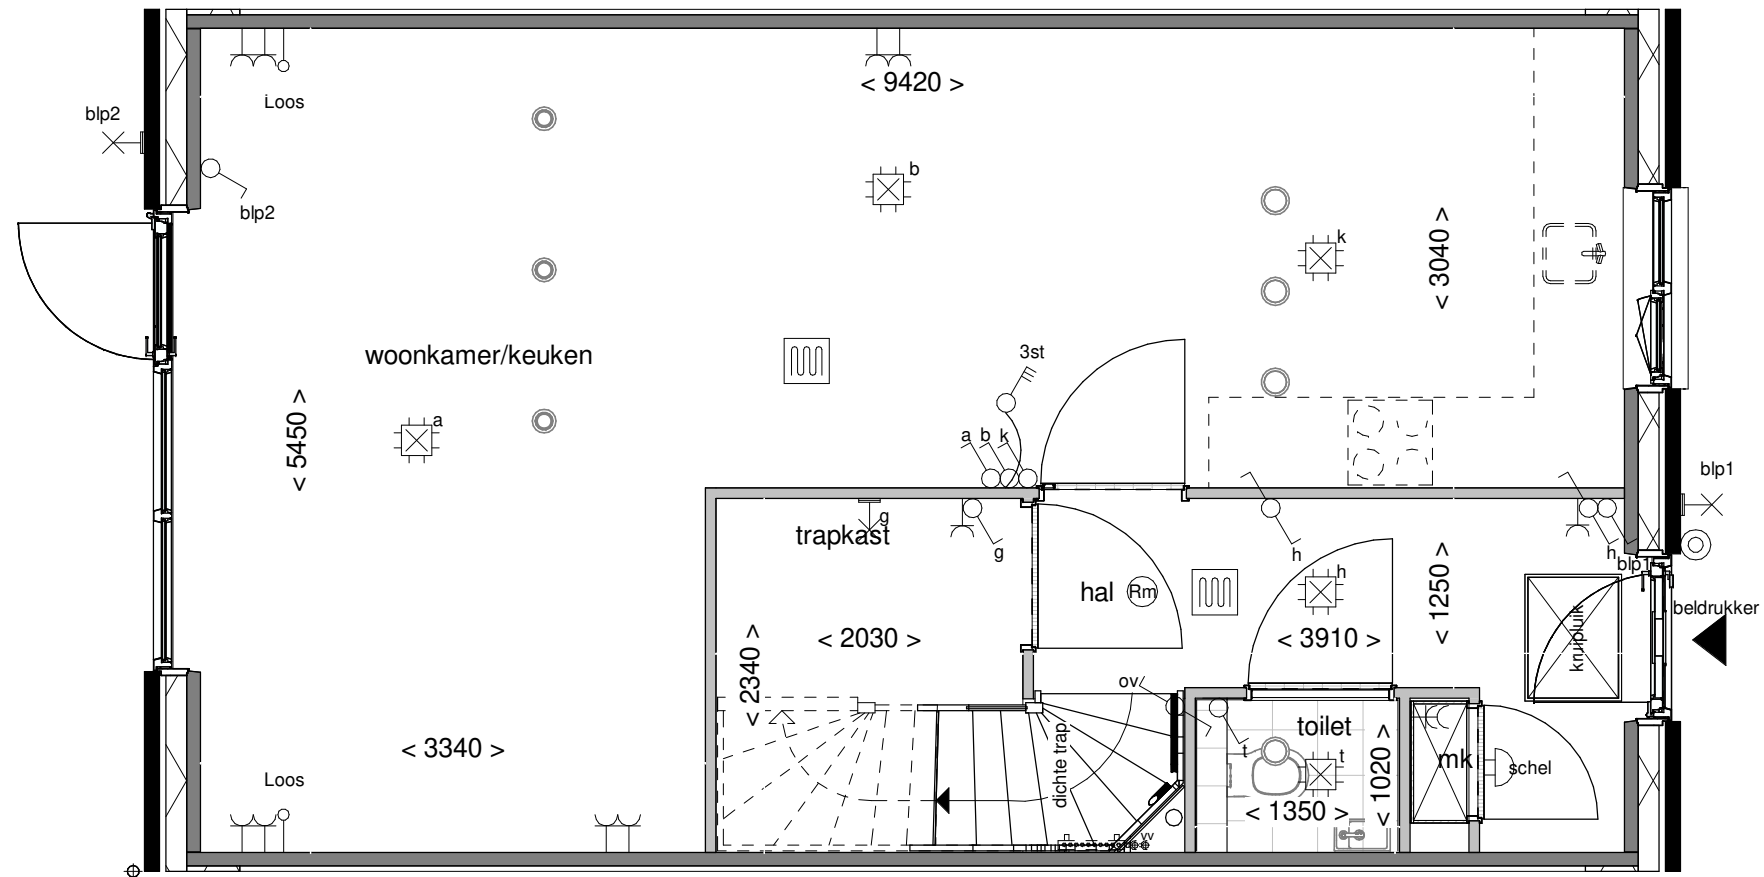 Loos
< 9420 >
blp2
b
blp2
k
< 3040 >
woonkamer/keuken
3st
a
< 5450 >
a b k
blp1
g
trapkast
g
h
h
blp1
hal
Rm
h
< 1250 >
kruipluik
beldrukker
< 2030 >
< 3910 >
< 2340 >
ov
toilet
dichte trap
t
t
< 3340 >
< 1020 >
mk
schel
Loos
< 1350 >
vv